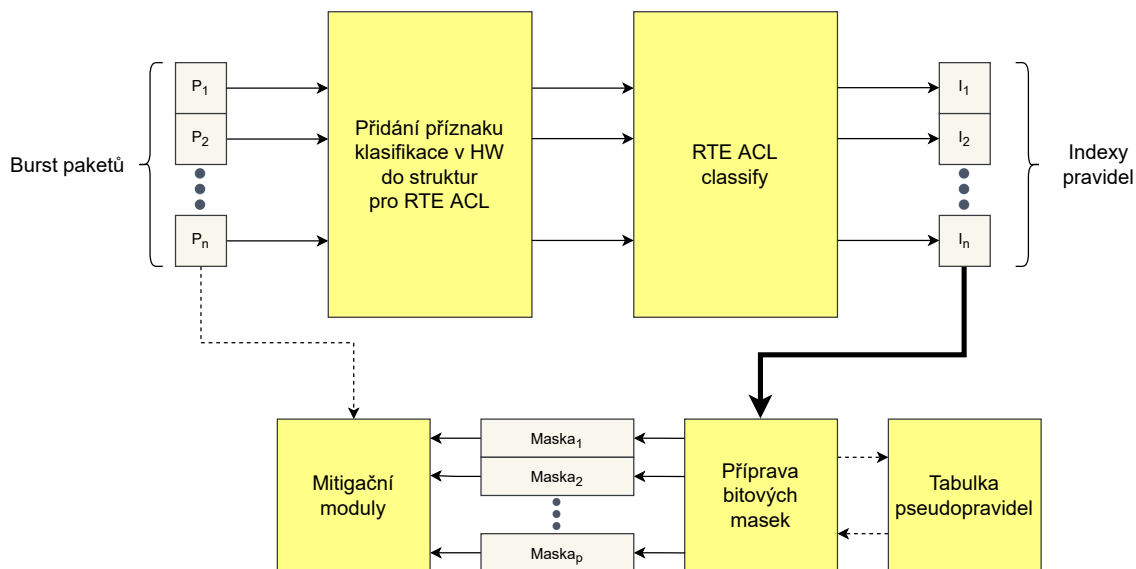 Burst paketů
P1
P2
Pn
Přidání příznaku
klasifikace v HW
do struktur
pro RTE ACL
RTE ACL
classify
I1
I2
In
Indexy
pravidel
Mitigační
moduly
Maska1
Maska2
Maskap
Příprava
bitových
masek
Tabulka
pseudopravidel